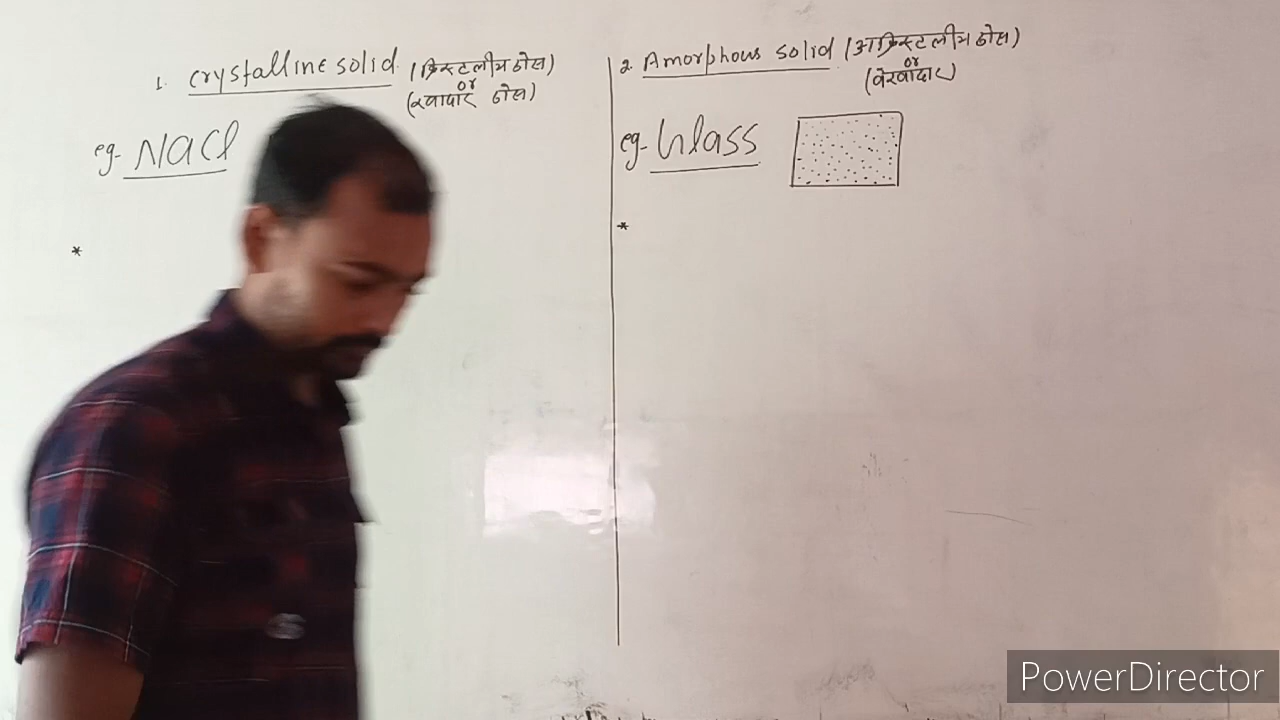 1. Crystalline solid (क्रिस्टलीय ठोस)
or
(रवादार ठोस)
eg- NaCl
*
2. Amorphous solid (अक्रिस्टलीय ठोस)
or
(बेरवादार)
eg- Glass
*
PowerDirector